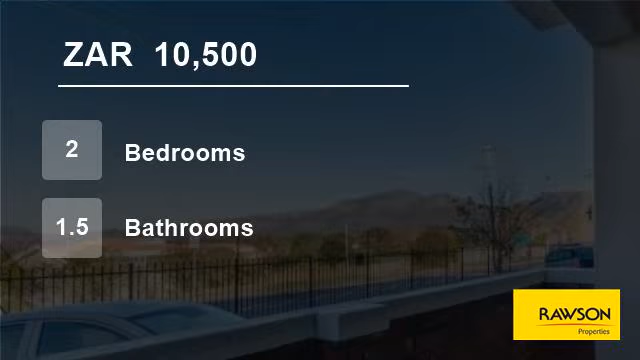 ZAR 10,500
2 Bedrooms
1.5 Bathrooms
RAWSON
Properties